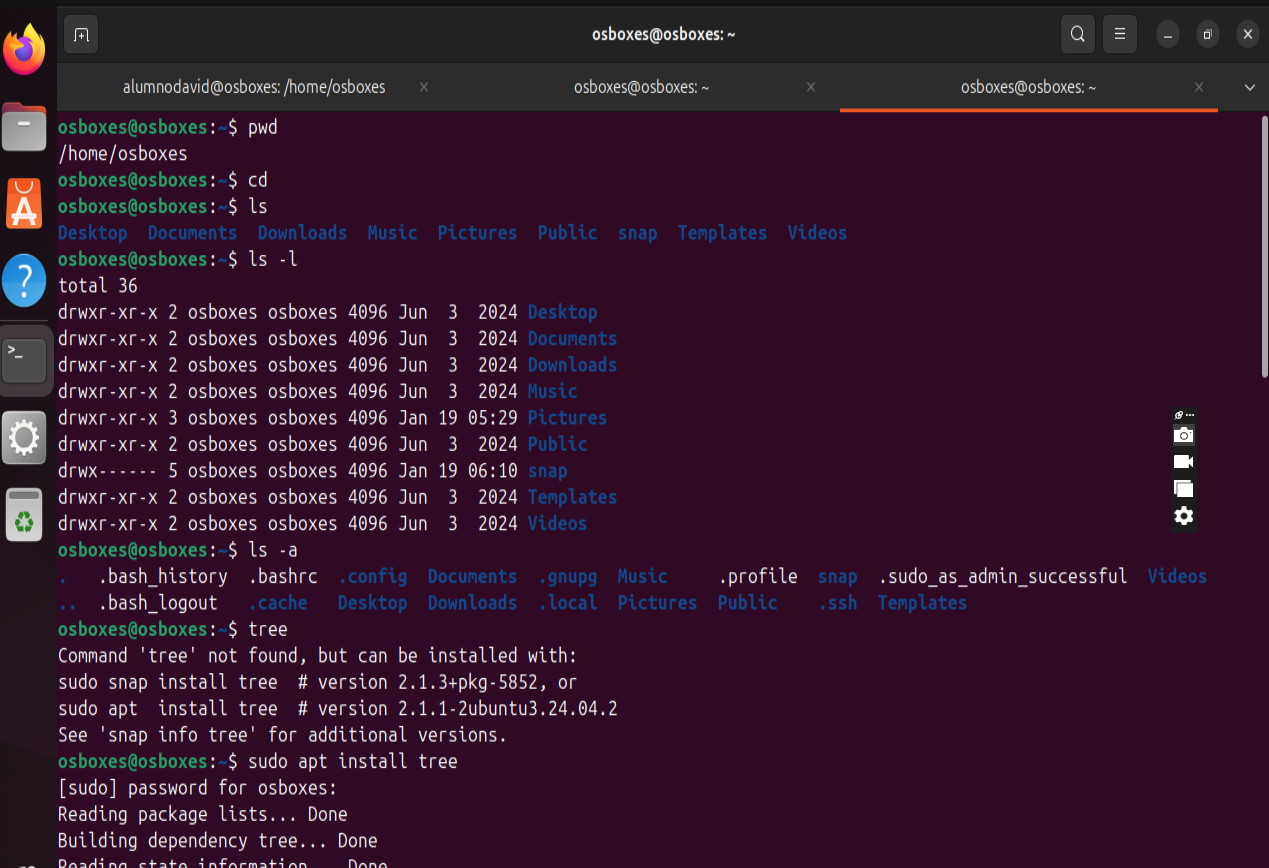 osboxes@osboxes: ~
alumnodavid@osboxes: /home/osboxes × osboxes@osboxes: ~ × osboxes@osboxes: ~ ×
osboxes@osboxes:~$ pwd
/home/osboxes
osboxes@osboxes:~$ cd
osboxes@osboxes:~$ ls
Desktop  Documents  Downloads  Music  Pictures  Public  snap  Templates  Videos
osboxes@osboxes:~$ ls -l
total 36
drwxr-xr-x 2 osboxes osboxes 4096 Jun  3  2024 Desktop
drwxr-xr-x 2 osboxes osboxes 4096 Jun  3  2024 Documents
drwxr-xr-x 2 osboxes osboxes 4096 Jun  3  2024 Downloads
drwxr-xr-x 2 osboxes osboxes 4096 Jun  3  2024 Music
drwxr-xr-x 3 osboxes osboxes 4096 Jan 19 05:29 Pictures
drwxr-xr-x 2 osboxes osboxes 4096 Jun  3  2024 Public
drwx------ 5 osboxes osboxes 4096 Jan 19 06:10 snap
drwxr-xr-x 2 osboxes osboxes 4096 Jun  3  2024 Templates
drwxr-xr-x 2 osboxes osboxes 4096 Jun  3  2024 Videos
osboxes@osboxes:~$ ls -a
.   .bash_history  .bashrc  .config  Documents  .gnupg  Music     .profile  snap  .sudo_as_admin_successful  Videos
..  .bash_logout   .cache   Desktop  Downloads  .local  Pictures  Public    .ssh  Templates
osboxes@osboxes:~$ tree
Command 'tree' not found, but can be installed with:
sudo snap install tree  # version 2.1.3+pkg-5852, or
sudo apt  install tree  # version 2.1.1-2ubuntu3.24.04.2
See 'snap info tree' for additional versions.
osboxes@osboxes:~$ sudo apt install tree
[sudo] password for osboxes:
Reading package lists... Done
Building dependency tree... Done
Reading state information... Done